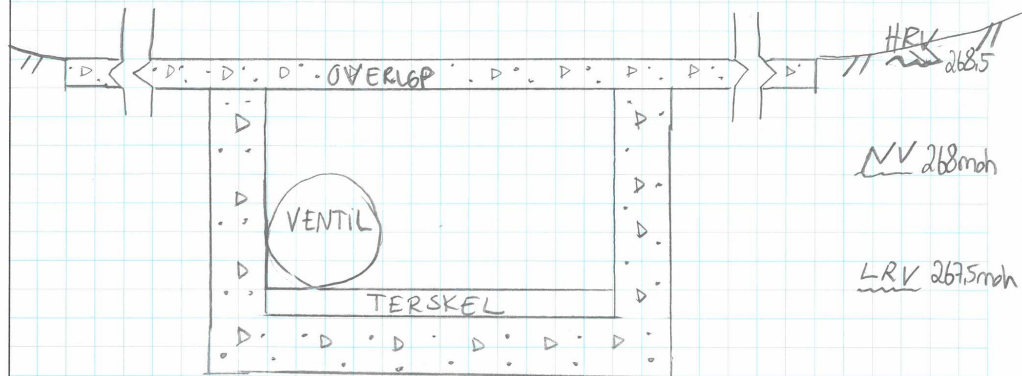 HRV
268,5
OVERLØP
NV 268moh
VENTiL
LRV 267,5moh
TERSKEL